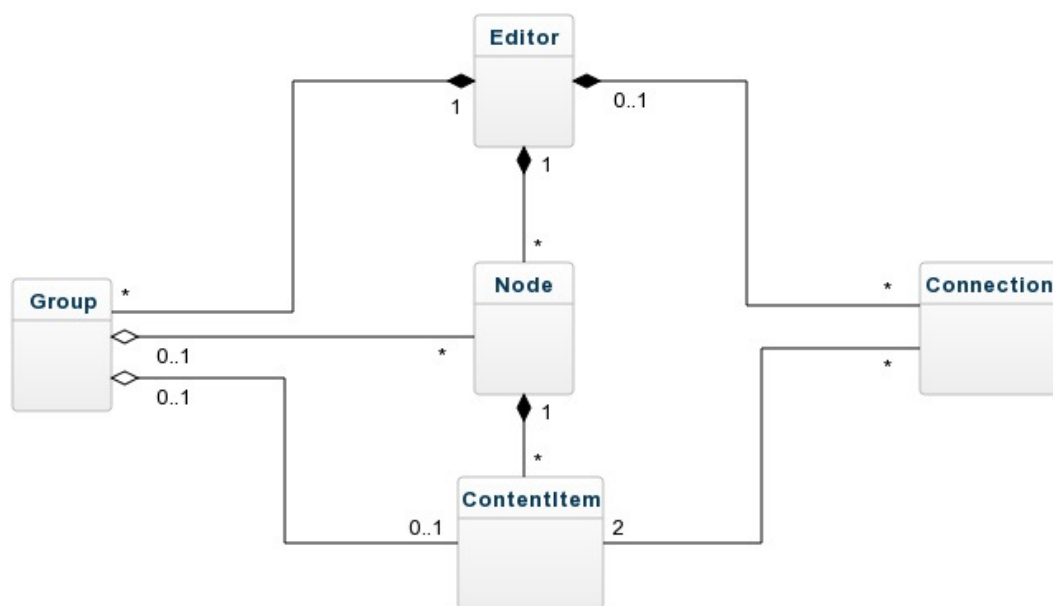 Editor
1
0..1
1
*
*
*
Group
Node
Connection
0..1
*
*
0..1
1
*
ContentItem
0..1
2